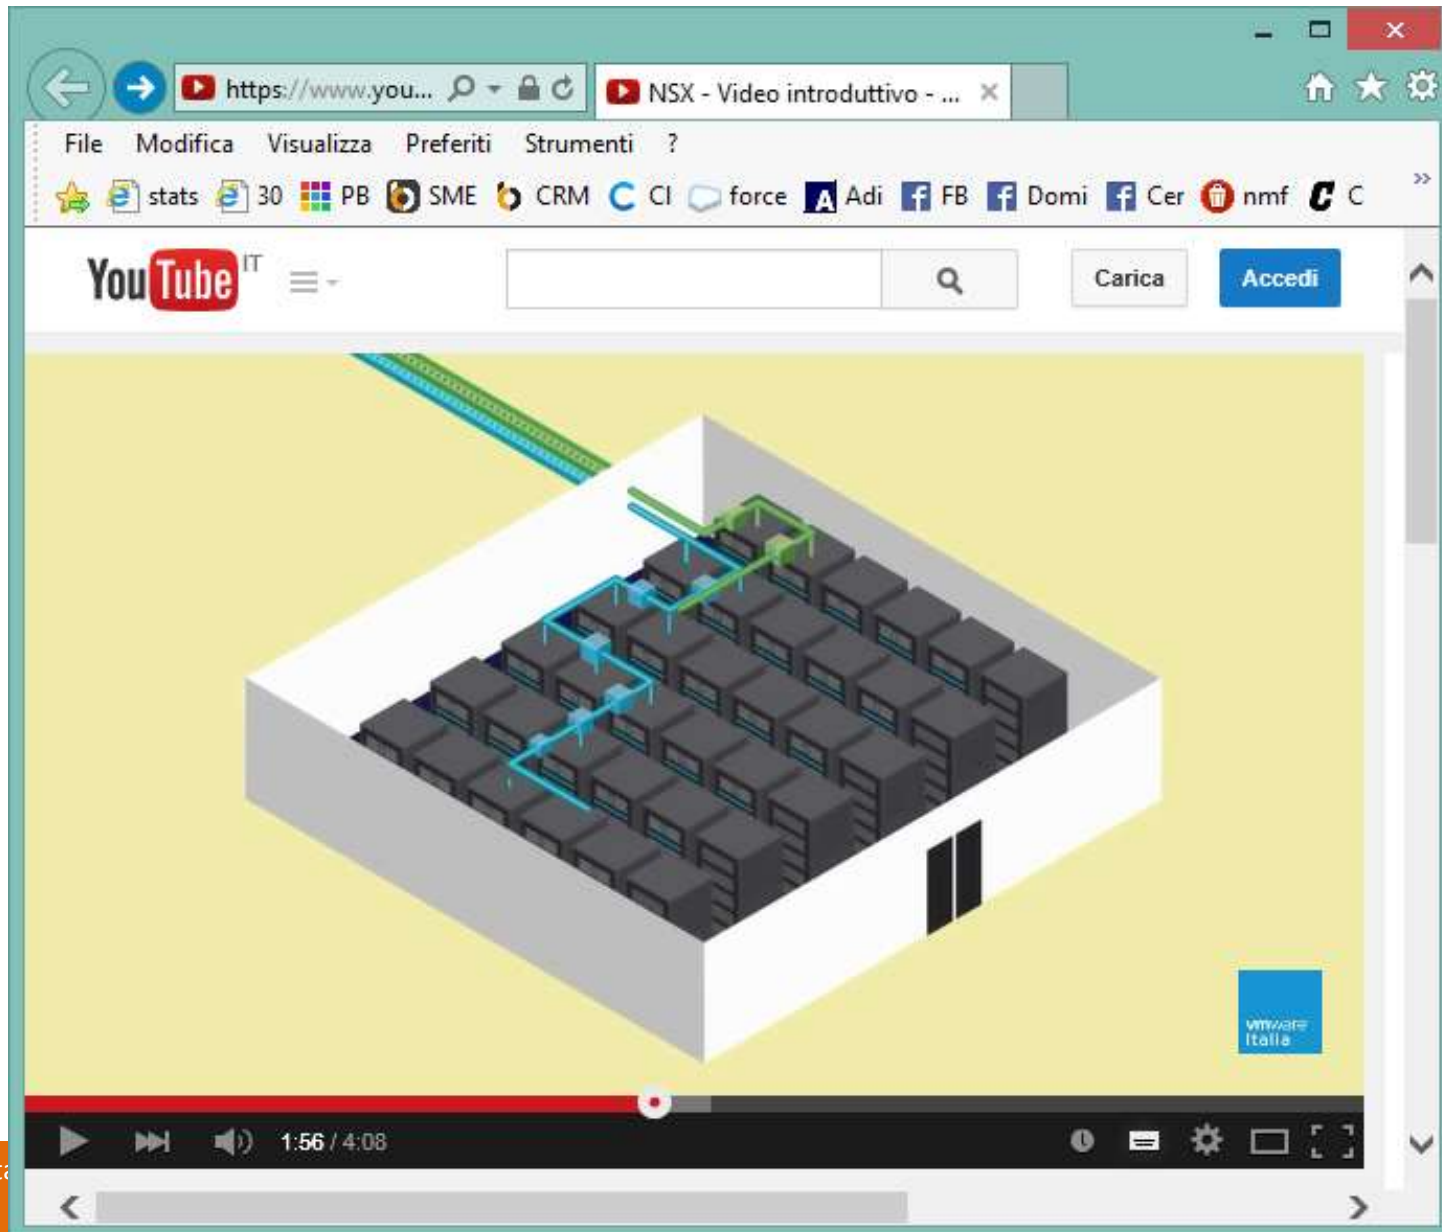 https://www.you...
NSX - Video introduttivo - ...
File Modifica Visualizza Preferiti Strumenti ?
stats 30 PB SME CRM CI force Adi FB Domi Cer nmf C
YouTube IT
Carica Accedi
vmware
Italia
1:56 / 4:08